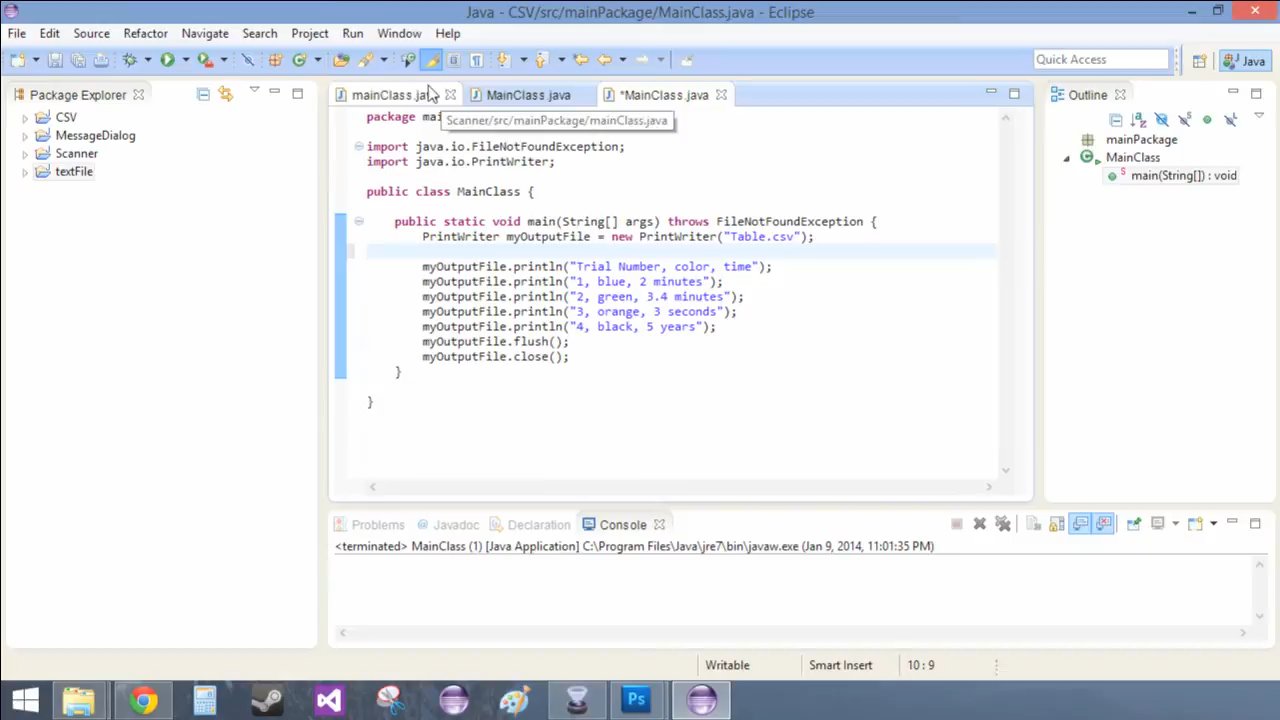 Java - CSV/src/mainPackage/MainClass.java - Eclipse
File Edit Source Refactor Navigate Search Project Run Window Help
Quick Access
Java
Package Explorer
CSV
MessageDialog
Scanner
textFile
mainClass.jav
MainClass.java
*MainClass.java
Scanner/src/mainPackage/mainClass.java
package mai
import java.io.FileNotFoundException;
import java.io.PrintWriter;
public class MainClass {
public static void main(String[] args) throws FileNotFoundException {
PrintWriter myOutputFile = new PrintWriter("Table.csv");
myOutputFile.println("Trial Number, color, time");
myOutputFile.println("1, blue, 2 minutes");
myOutputFile.println("2, green, 3.4 minutes");
myOutputFile.println("3, orange, 3 seconds");
myOutputFile.println("4, black, 5 years");
myOutputFile.flush();
myOutputFile.close();
}
}
Outline
mainPackage
MainClass
main(String[]) : void
Problems @ Javadoc Declaration Console
<terminated> MainClass (1) [Java Application] C:\Program Files\Java\jre7\bin\javaw.exe (Jan 9, 2014, 11:01:35 PM)
Writable Smart Insert 10 : 9
Ps